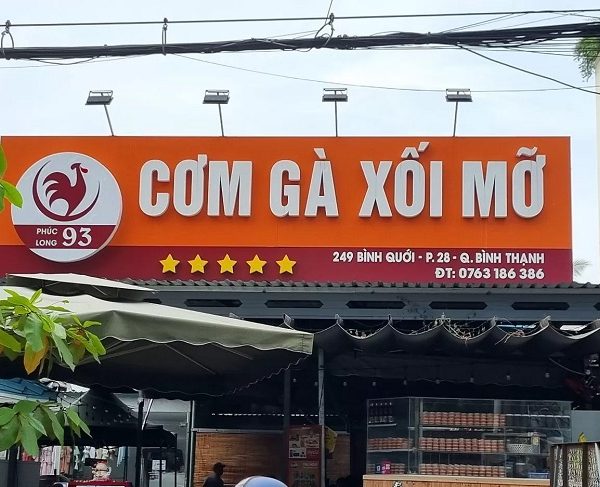 CƠM GÀ XỐI MỠ
PHÚC LONG 93
249 BÌNH QUỚI - P. 28 - Q. BÌNH THẠNH
ĐT: 0763 186 386